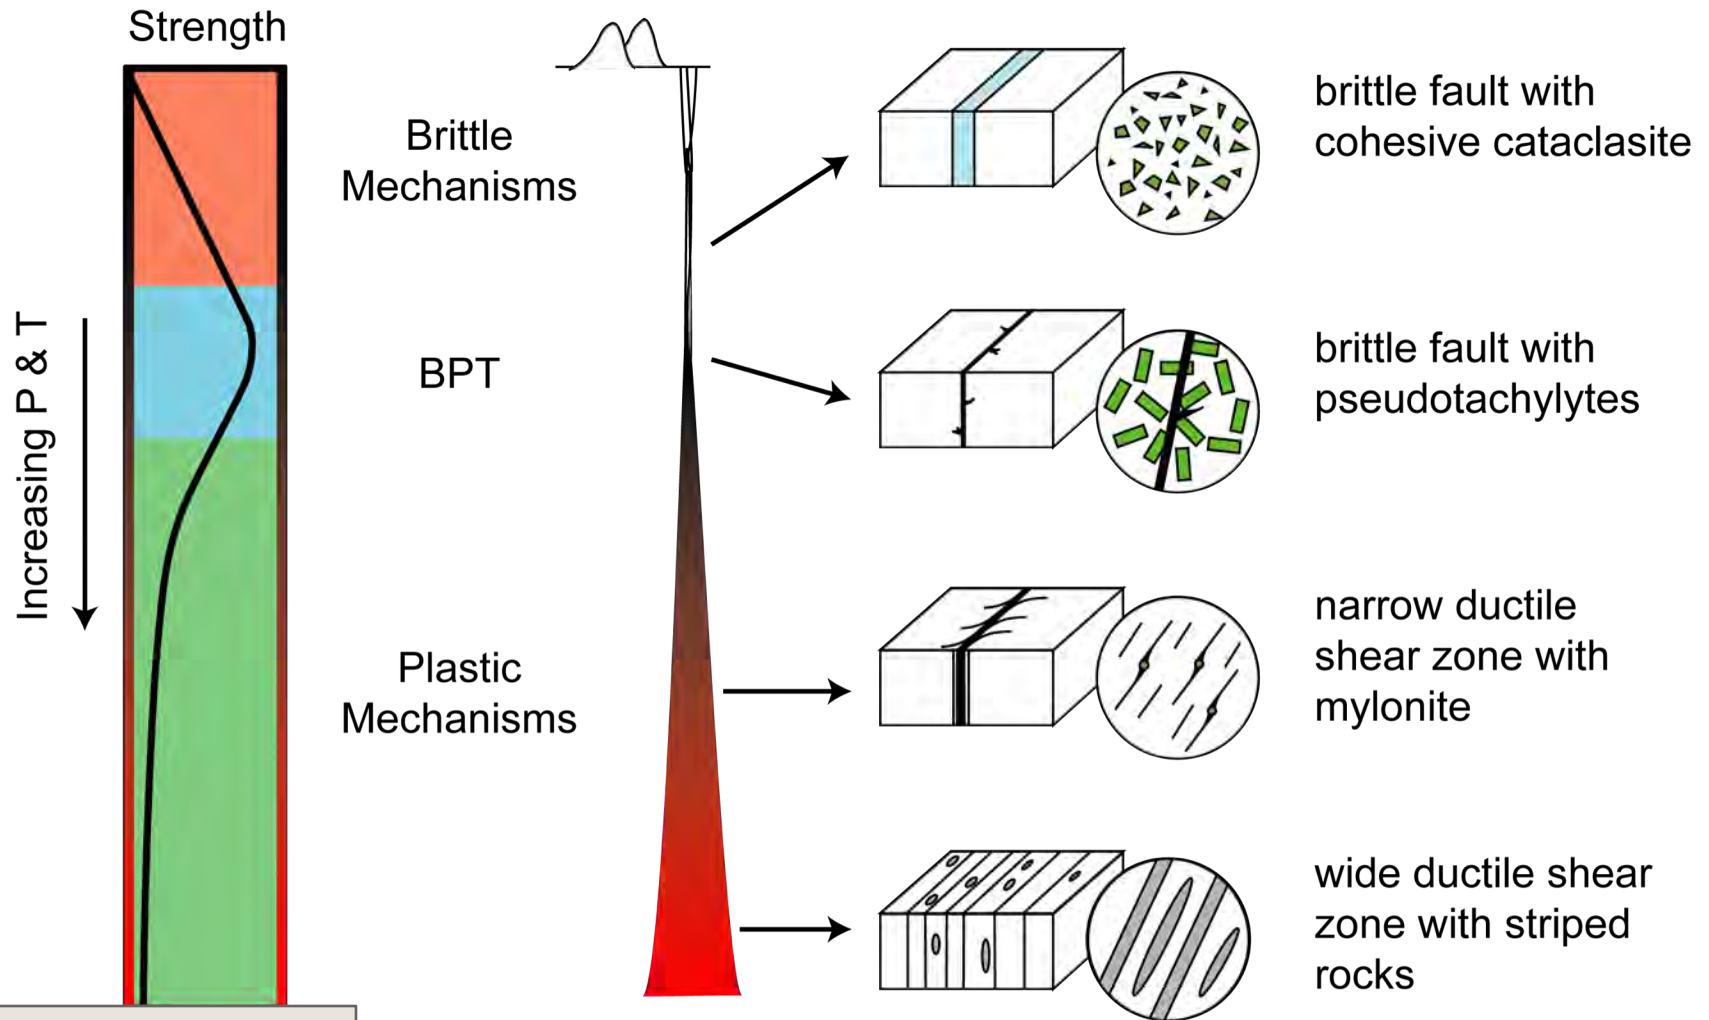 Strength
Increasing P & T
Brittle
Mechanisms
BPT
Plastic
Mechanisms
brittle fault with
cohesive cataclasite
brittle fault with
pseudotachylytes
narrow ductile
shear zone with
mylonite
wide ductile shear
zone with striped
rocks